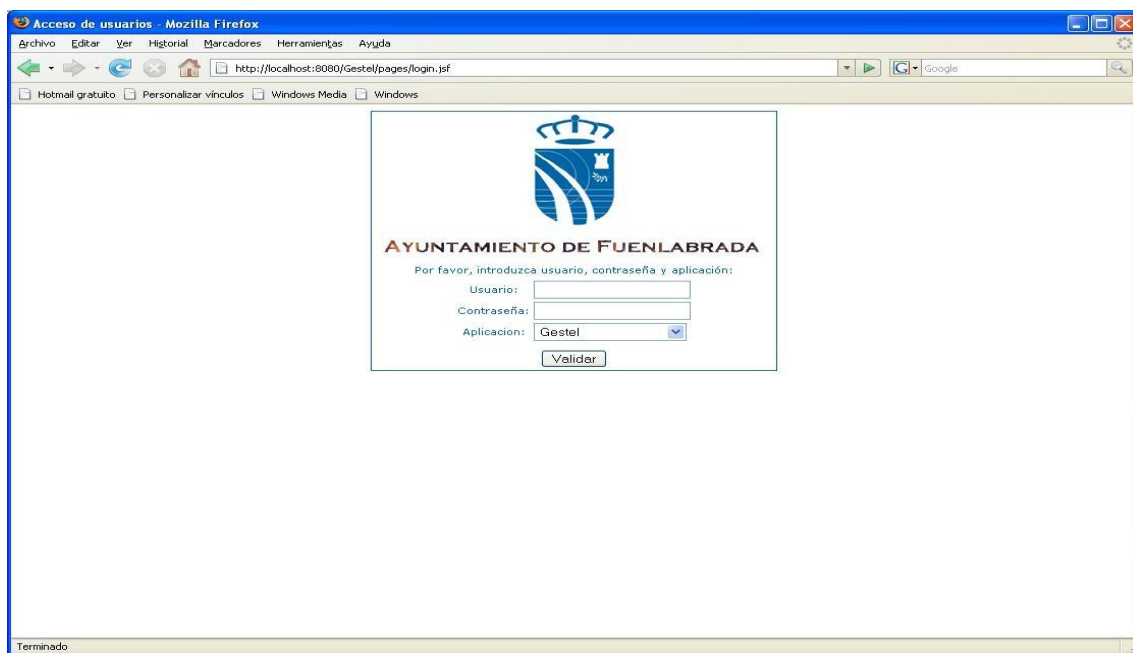 Acceso de usuarios - Mozilla Firefox
Archivo Editar Ver Historial Marcadores Herramientas Ayuda
http://localhost:8080/Gestel/pages/login.jsf G Google
Hotmail gratuito Personalizar vínculos Windows Media Windows
AYUNTAMIENTO DE FUENLABRADA
Por favor, introduzca usuario, contraseña y aplicación:
Usuario:
Contraseña:
Aplicacion: Gestel
Validar
Terminado